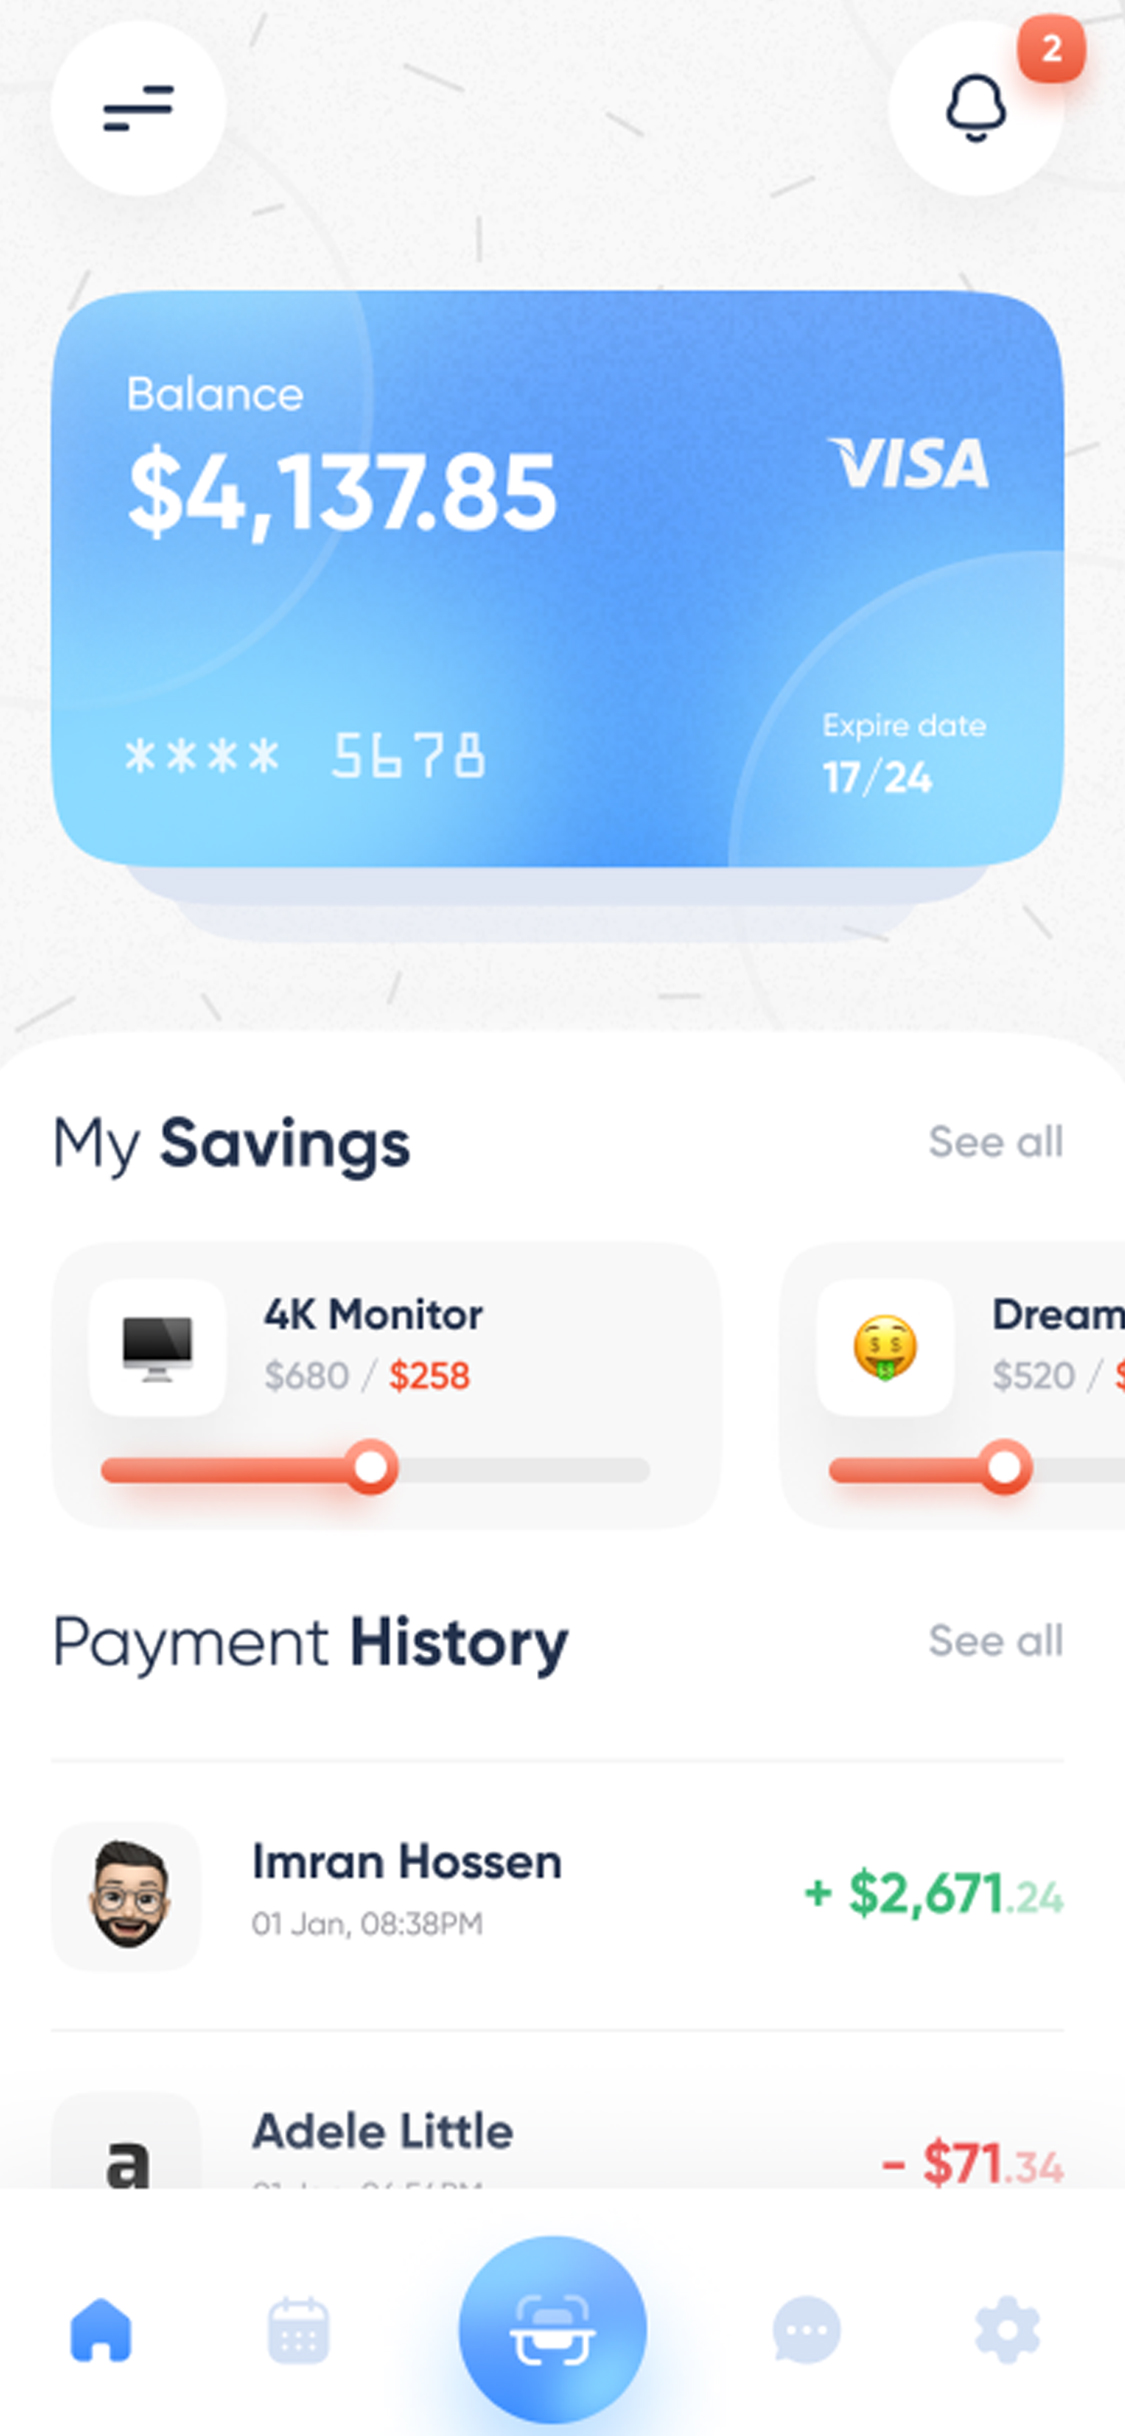 2
Balance
$4,137.85
VISA
**** 5678
Expire date
17/24
My Savings
See all
4K Monitor
$680 / $258
Dream
$520 /
Payment History
See all
Imran Hossen
01 Jan, 08:38PM
+ $2,671.24
Adele Little
- $71.34
a